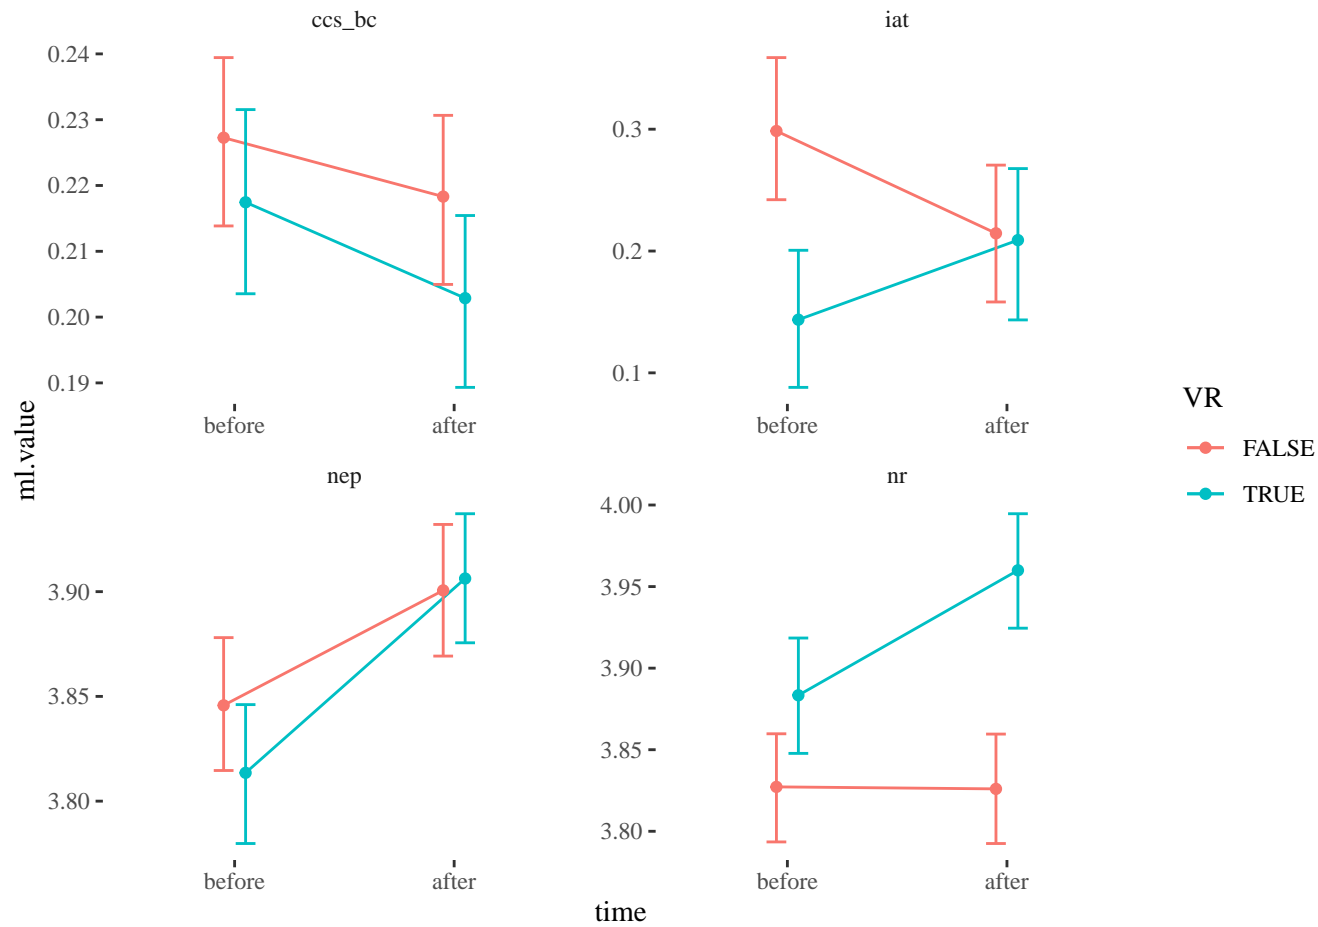 ccs_bc
iat
0.24
0.23
0.22
0.21
0.20
0.19
0.3
0.2
0.1
before
after
before
after
nep
nr
3.90
3.85
3.80
4.00
3.95
3.90
3.85
3.80
before
after
before
after
time
ml.value
VR
FALSE
TRUE